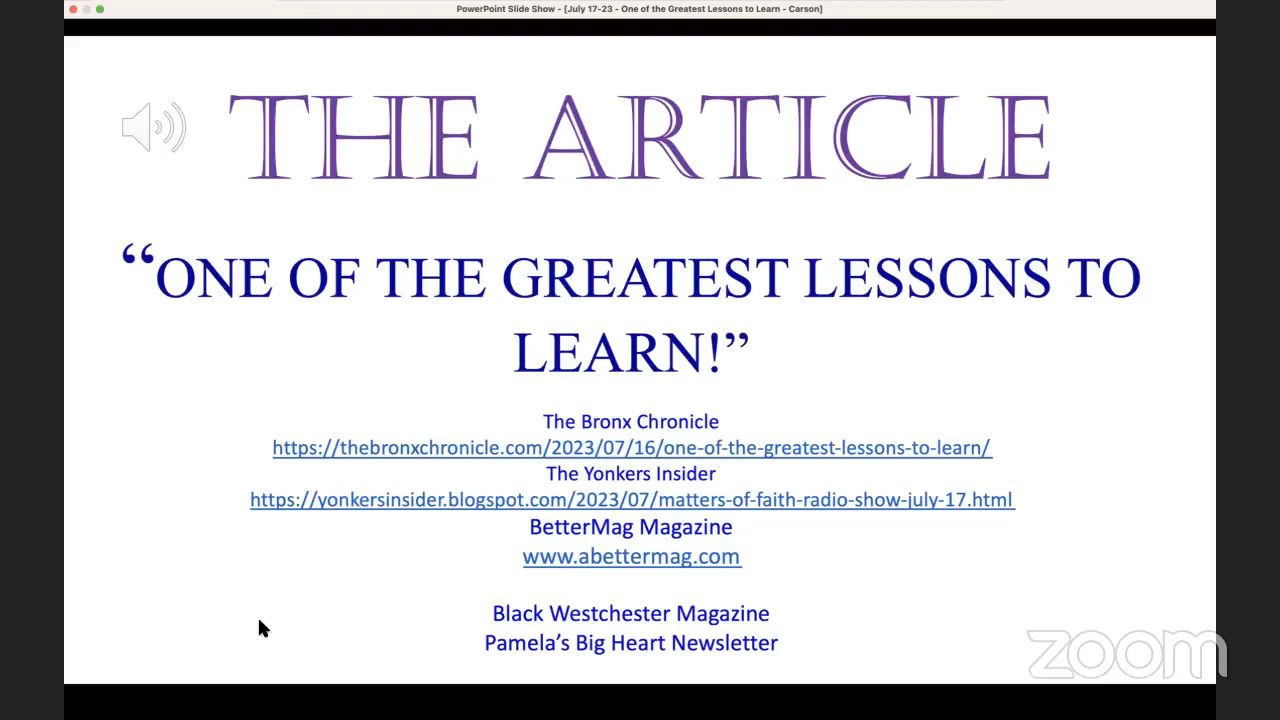 PowerPoint Slide Show - [July 17-23 - One of the Greatest Lessons to Learn - Carson]
THE ARTICLE
“ONE OF THE GREATEST LESSONS TO
LEARN!”
The Bronx Chronicle
https://thebronxchronicle.com/2023/07/16/one-of-the-greatest-lessons-to-learn/
The Yonkers Insider
https://yonkersinsider.blogspot.com/2023/07/matters-of-faith-radio-show-july-17.html
BetterMag Magazine
www.abettermag.com
Black Westchester Magazine
Pamela’s Big Heart Newsletter
zoom